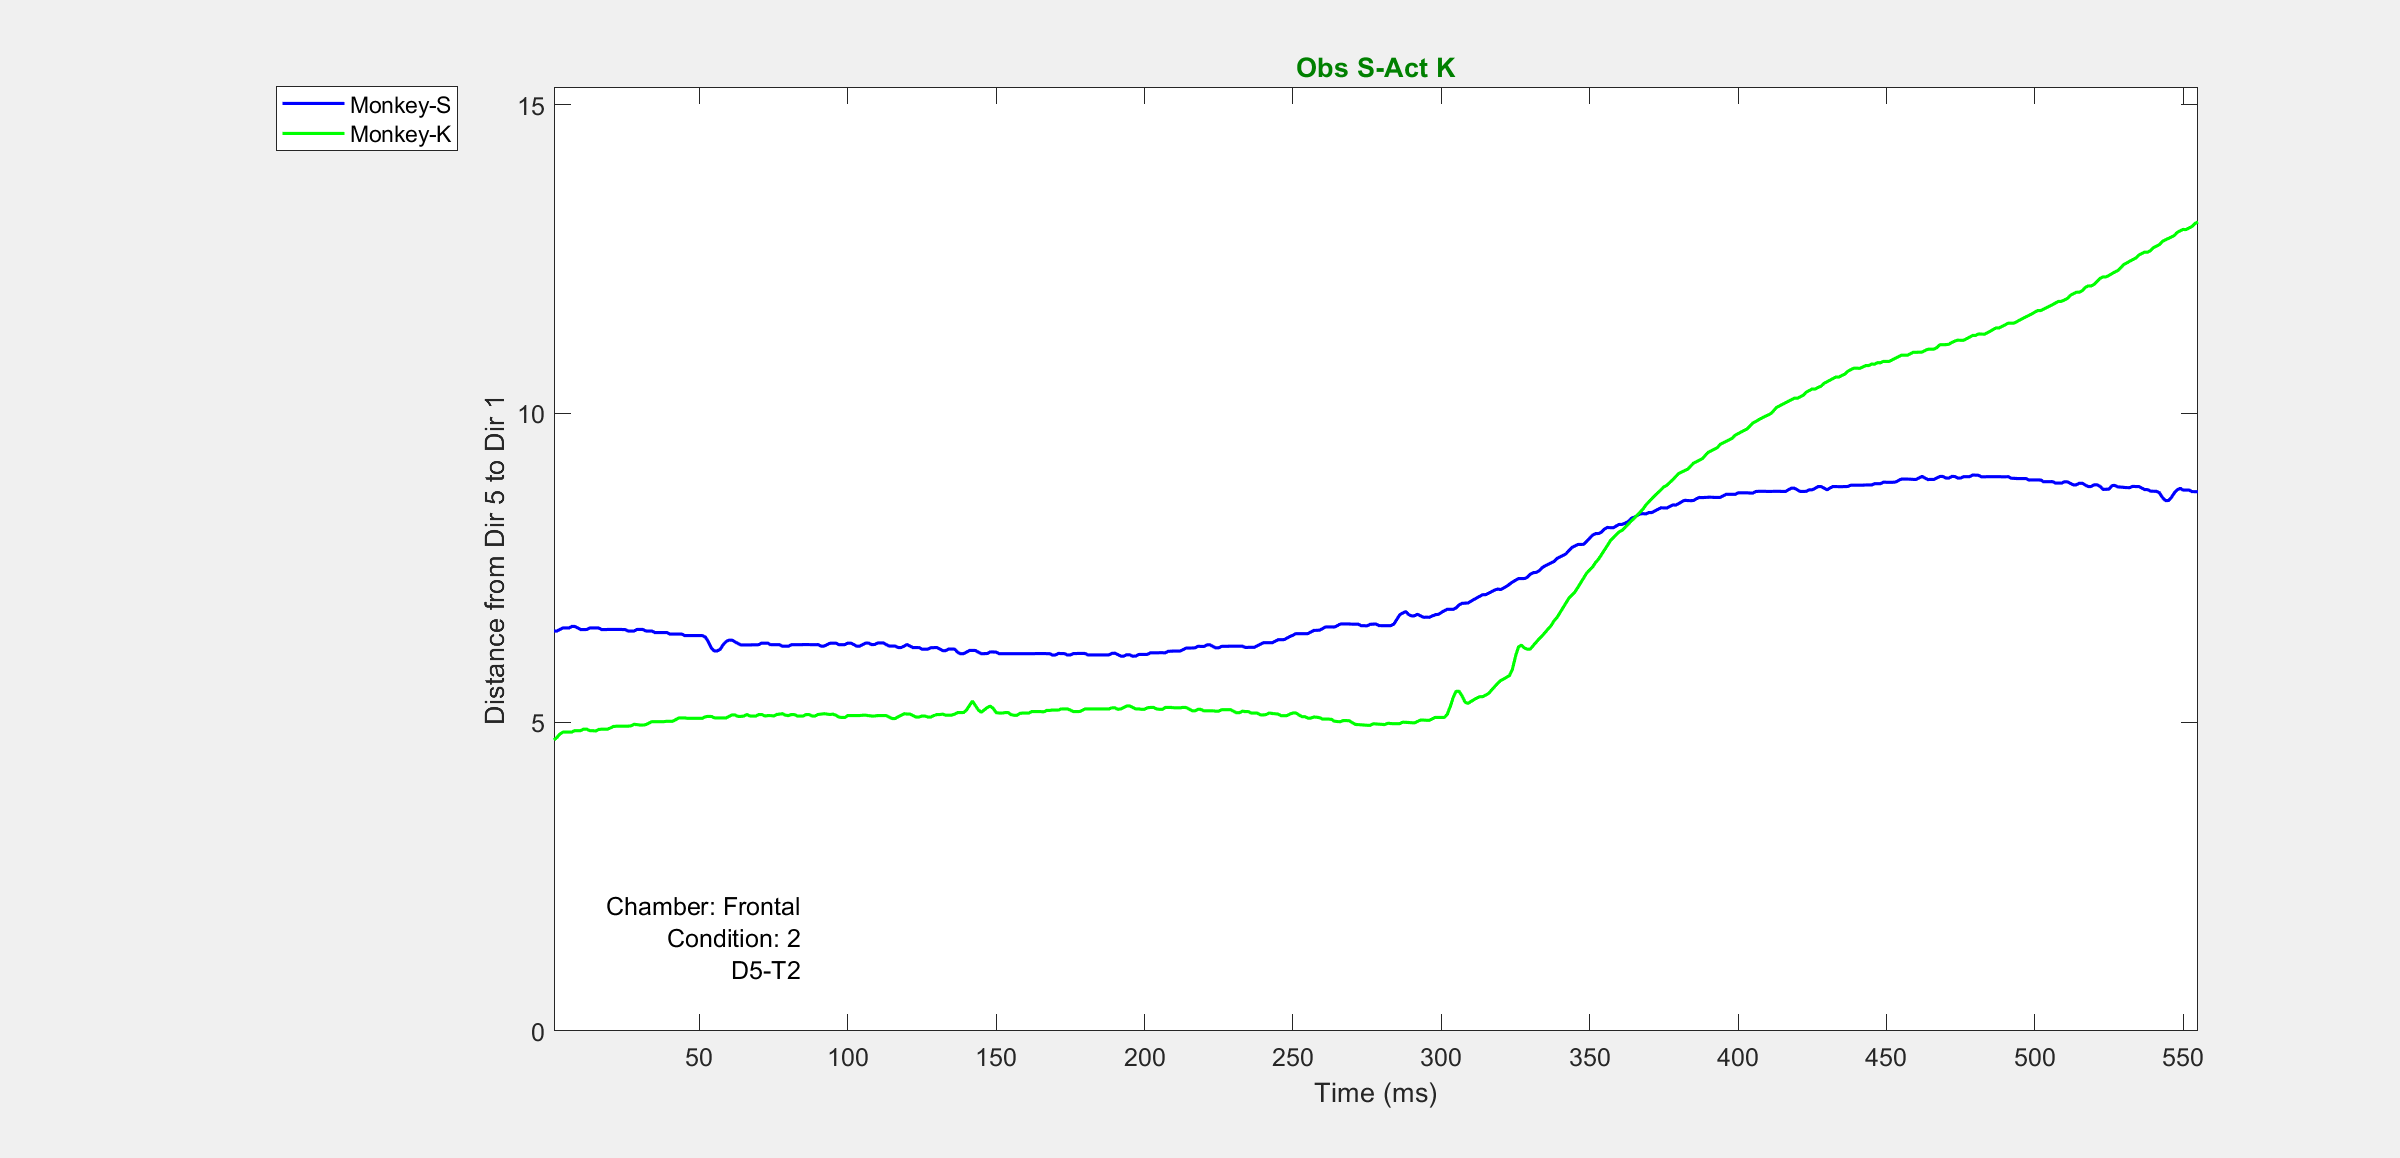 Obs S-Act K
Monkey-S
Monkey-K
15
10
5
0
Distance from Dir 5 to Dir 1
Chamber: Frontal
Condition: 2
D5-T2
50 100 150 200 250 300 350 400 450 500 550
Time (ms)